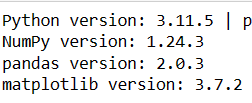 Python version: 3.11.5 | p
NumPy version: 1.24.3
pandas version: 2.0.3
matplotlib version: 3.7.2